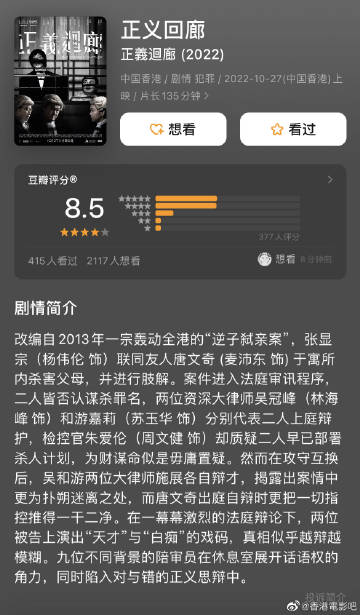 正义回廊
正義迴廊 (2022)
正義迴廊
中国香港 / 剧情 犯罪 / 2022-10-27(中国香港) 上
映 / 片长135分钟 >
想看
看过
豆瓣评分®
8.5
377人评分
415人看过 2117人想看
想看 8分钟前
剧情简介
改编自2013年一宗轰动全港的“逆子弑亲案”，张显
宗（杨伟伦 饰）联同友人唐文奇 (麦沛东 饰) 于寓所
内杀害父母，并进行肢解。案件进入法庭审讯程序，
二人皆否认谋杀罪名，两位资深大律师吴冠峰（林海
峰 饰）和游嘉莉（苏玉华 饰）分别代表二人上庭辩
护，检控官朱爱伦（周文健 饰）却质疑二人早已部署
杀人计划，为财谋命似是毋庸置疑。然而在攻守互换
后，吴和游两位大律师施展各自辩才，揭露出案情中
更为扑朔迷离之处，而唐文奇出庭自辩时更把一切指
控推得一干二净。在一幕幕激烈的法庭辩论下，两位
被告上演出“天才”与“白痴”的戏码，真相似乎越辩越
模糊。九位不同背景的陪审员在休息室展开话语权的
角力，同时陷入对与错的正义思辩中。
投诉简介
@香港電影吧